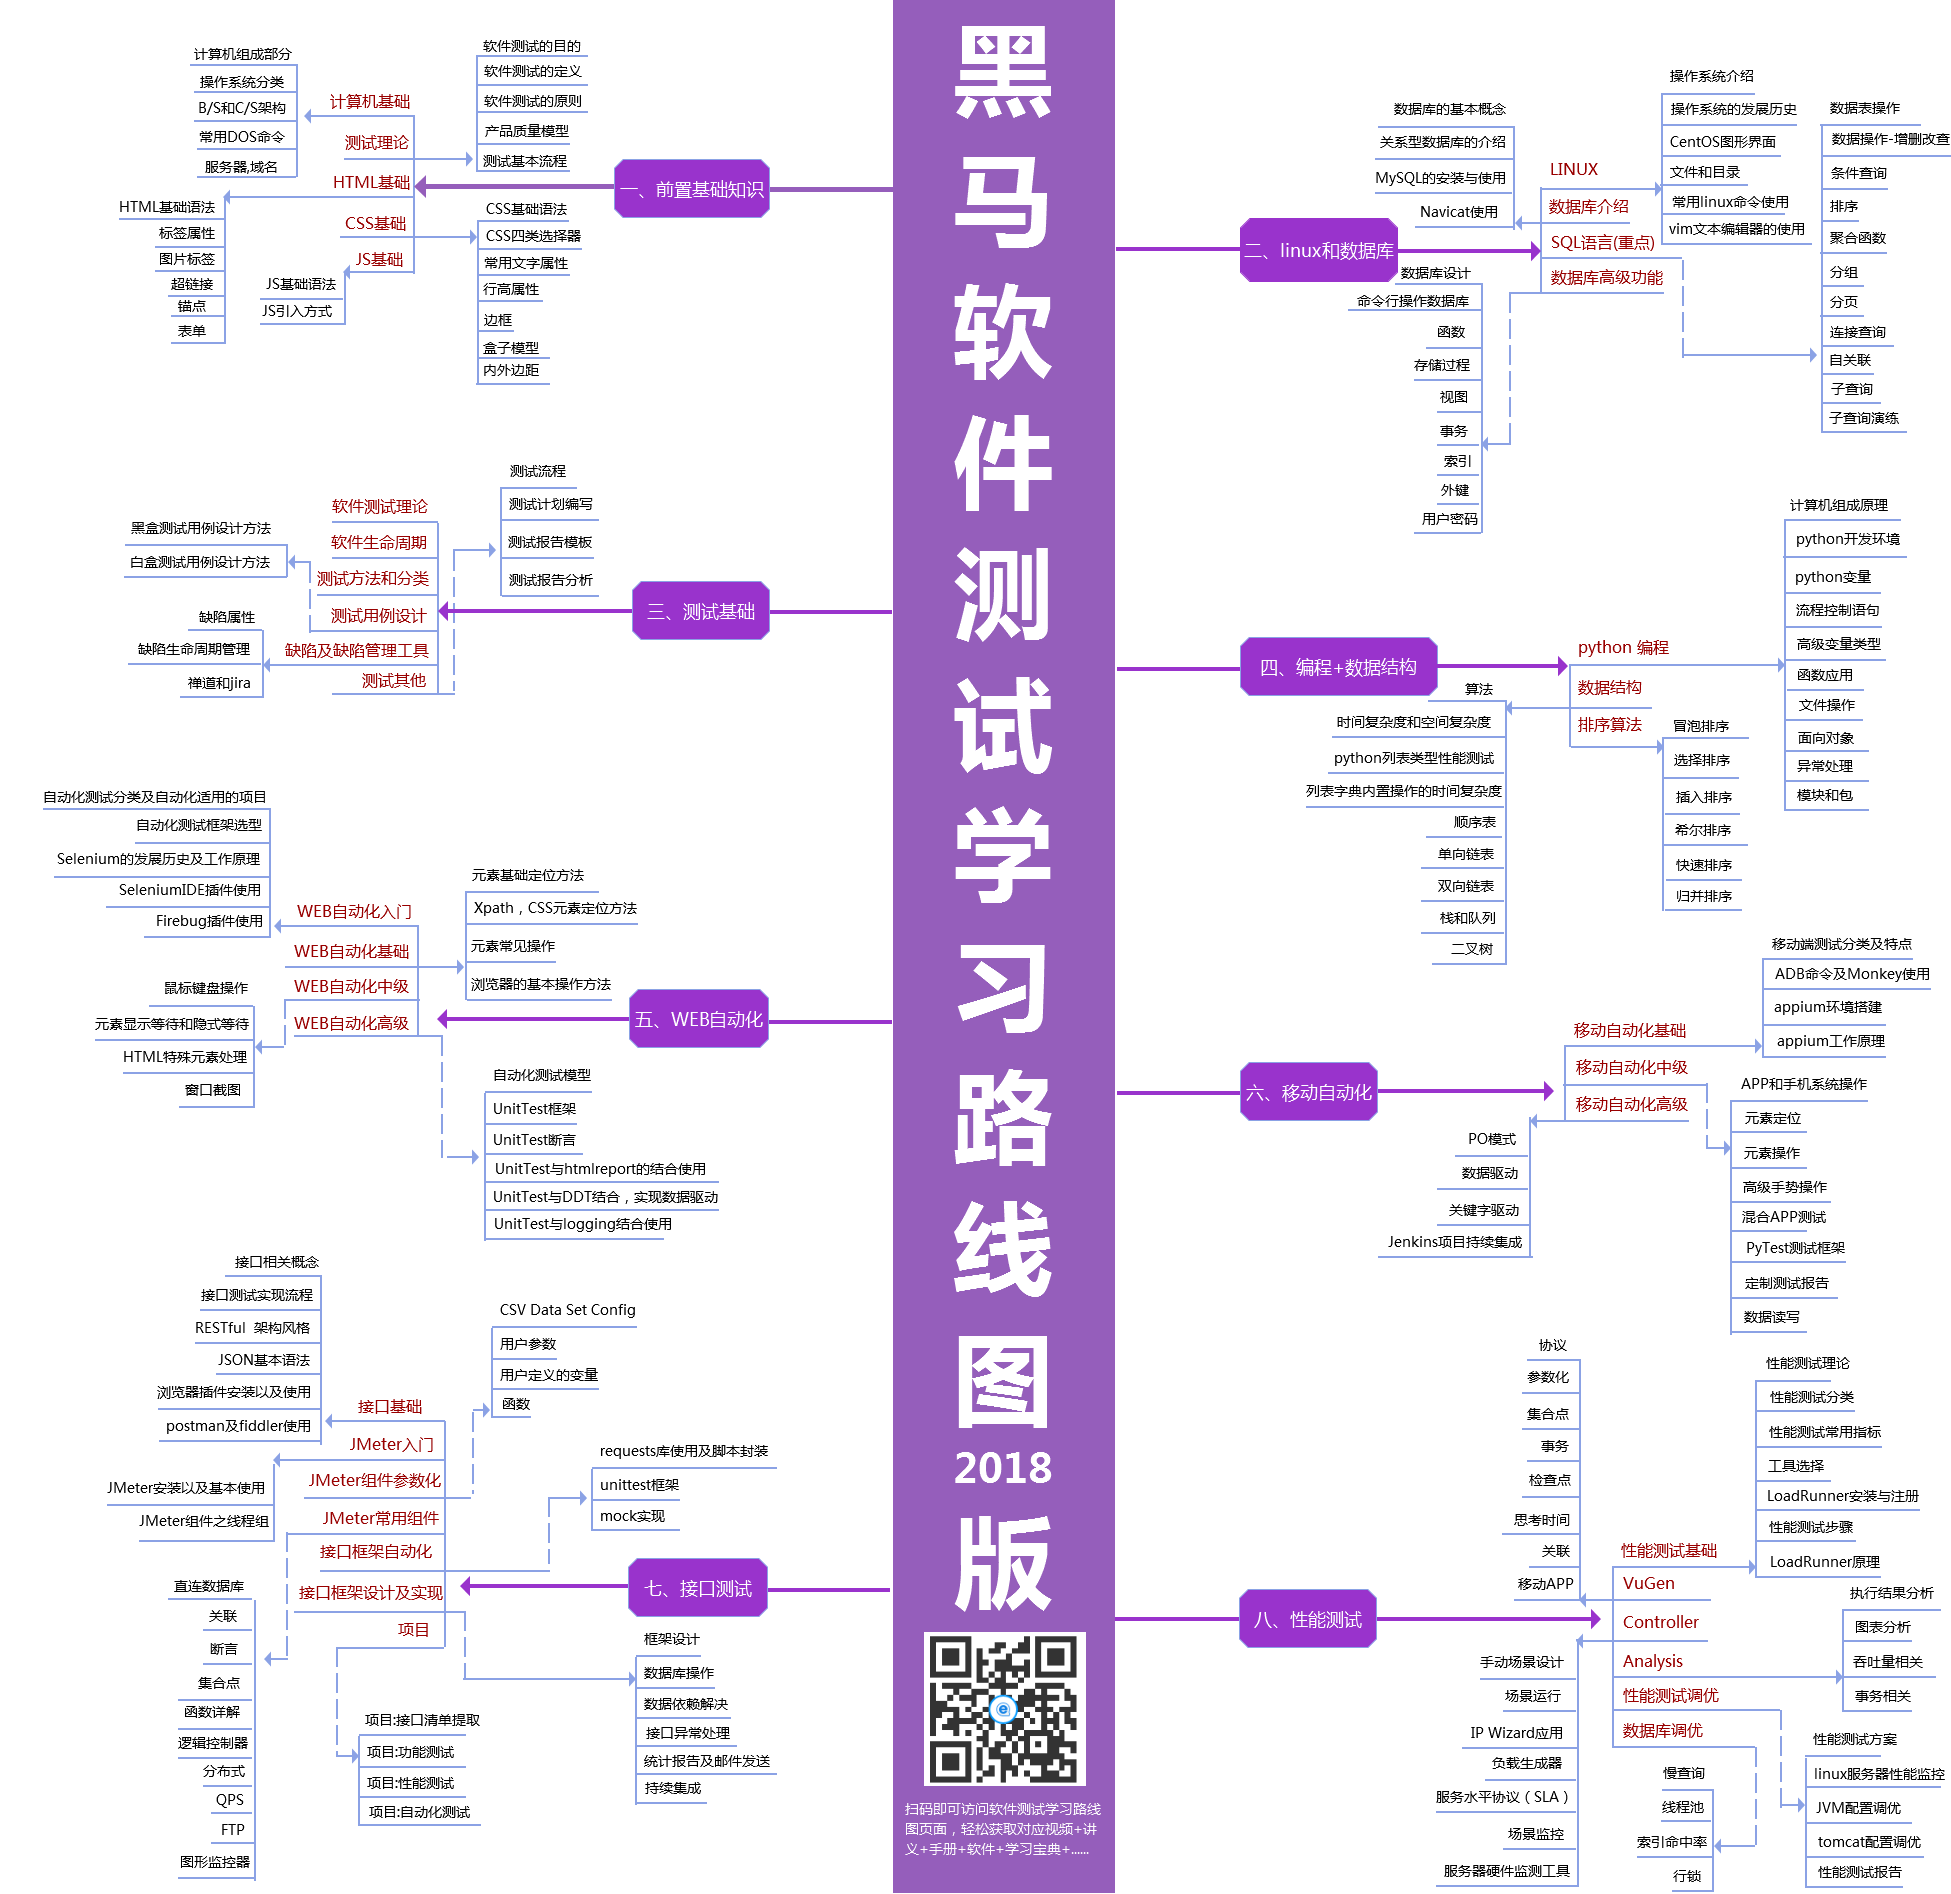 黑
马
软
件
测
试
学
习
路
线
图
2018
版
扫码即可访问软件测试学习路线
图页面，轻松获取对应视频+讲
义+手册+软件+学习宝典+......
一、前置基础知识
计算机基础
计算机组成部分
操作系统分类
B/S和C/S架构
常用DOS命令
服务器,域名
测试理论
软件测试的目的
软件测试的定义
软件测试的原则
产品质量模型
测试基本流程
HTML基础
HTML基础语法
标签属性
图片标签
超链接
锚点
表单
CSS基础
CSS基础语法
CSS四类选择器
常用文字属性
行高属性
边框
盒子模型
内外边距
JS基础
JS基础语法
JS引入方式
二、linux和数据库
LINUX
操作系统介绍
操作系统的发展历史
CentOS图形界面
文件和目录
常用linux命令使用
vim文本编辑器的使用
数据库介绍
数据库的基本概念
关系型数据库的介绍
MySQL的安装与使用
Navicat使用
SQL语言(重点)
数据表操作
数据操作-增删改查
条件查询
排序
聚合函数
分组
分页
连接查询
自关联
子查询
子查询演练
数据库高级功能
数据库设计
命令行操作数据库
函数
存储过程
视图
事务
索引
外键
用户密码
三、测试基础
软件测试理论
软件生命周期
测试方法和分类
测试用例设计
黑盒测试用例设计方法
白盒测试用例设计方法
缺陷及缺陷管理工具
缺陷属性
缺陷生命周期管理
禅道和jira
测试其他
测试流程
测试计划编写
测试报告模板
测试报告分析
四、编程+数据结构
python 编程
计算机组成原理
python开发环境
python变量
流程控制语句
高级变量类型
函数应用
文件操作
面向对象
异常处理
模块和包
数据结构
算法
时间复杂度和空间复杂度
python列表类型性能测试
列表字典内置操作的时间复杂度
顺序表
单向链表
双向链表
栈和队列
二叉树
排序算法
冒泡排序
选择排序
插入排序
希尔排序
快速排序
归并排序
五、WEB自动化
WEB自动化入门
自动化测试分类及自动化适用的项目
自动化测试框架选型
Selenium的发展历史及工作原理
SeleniumIDE插件使用
Firebug插件使用
WEB自动化基础
元素基础定位方法
Xpath，CSS元素定位方法
元素常见操作
浏览器的基本操作方法
WEB自动化中级
鼠标键盘操作
元素显示等待和隐式等待
HTML特殊元素处理
窗口截图
WEB自动化高级
自动化测试模型
UnitTest框架
UnitTest断言
UnitTest与htmlreport的结合使用
UnitTest与DDT结合，实现数据驱动
UnitTest与logging结合使用
六、移动自动化
移动自动化基础
移动端测试分类及特点
ADB命令及Monkey使用
appium环境搭建
appium工作原理
移动自动化中级
APP和手机系统操作
元素定位
元素操作
高级手势操作
混合APP测试
PyTest测试框架
定制测试报告
数据读写
移动自动化高级
PO模式
数据驱动
关键字驱动
Jenkins项目持续集成
七、接口测试
接口基础
接口相关概念
接口测试实现流程
RESTful 架构风格
JSON基本语法
浏览器插件安装以及使用
postman及fiddler使用
JMeter入门
JMeter安装以及基本使用
JMeter组件之线程组
JMeter组件参数化
CSV Data Set Config
用户参数
用户定义的变量
函数
JMeter常用组件
直连数据库
关联
断言
集合点
函数详解
逻辑控制器
分布式
QPS
FTP
图形监控器
接口框架自动化
requests库使用及脚本封装
unittest框架
mock实现
接口框架设计及实现
框架设计
数据库操作
数据依赖解决
接口异常处理
统计报告及邮件发送
持续集成
项目
项目:接口清单提取
项目:功能测试
项目:性能测试
项目:自动化测试
八、性能测试
性能测试基础
性能测试理论
性能测试分类
性能测试常用指标
工具选择
LoadRunner安装与注册
性能测试步骤
LoadRunner原理
VuGen
协议
参数化
集合点
事务
检查点
思考时间
关联
移动APP
Controller
手动场景设计
场景运行
IP Wizard应用
负载生成器
服务水平协议（SLA）
场景监控
服务器硬件监测工具
Analysis
执行结果分析
图表分析
吞吐量相关
事务相关
性能测试调优
性能测试方案
linux服务器性能监控
JVM配置调优
tomcat配置调优
性能测试报告
数据库调优
慢查询
线程池
索引命中率
行锁